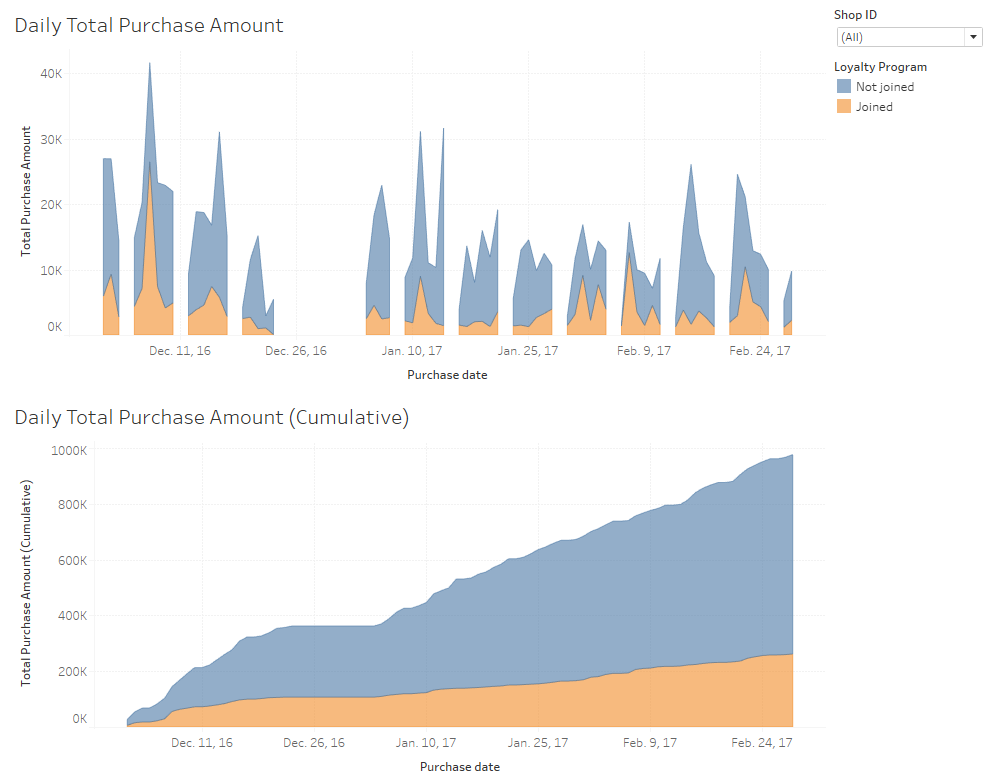 Daily Total Purchase Amount
Shop ID
(All)
Loyalty Program
Not joined
Joined
Total Purchase Amount
40K
30K
20K
10K
0K
Dec. 11, 16
Dec. 26, 16
Jan. 10, 17
Jan. 25, 17
Feb. 9, 17
Feb. 24, 17
Purchase date
Daily Total Purchase Amount (Cumulative)
Total Purchase Amount (Cumulative)
1000K
800K
600K
400K
200K
0K
Dec. 11, 16
Dec. 26, 16
Jan. 10, 17
Jan. 25, 17
Feb. 9, 17
Feb. 24, 17
Purchase date